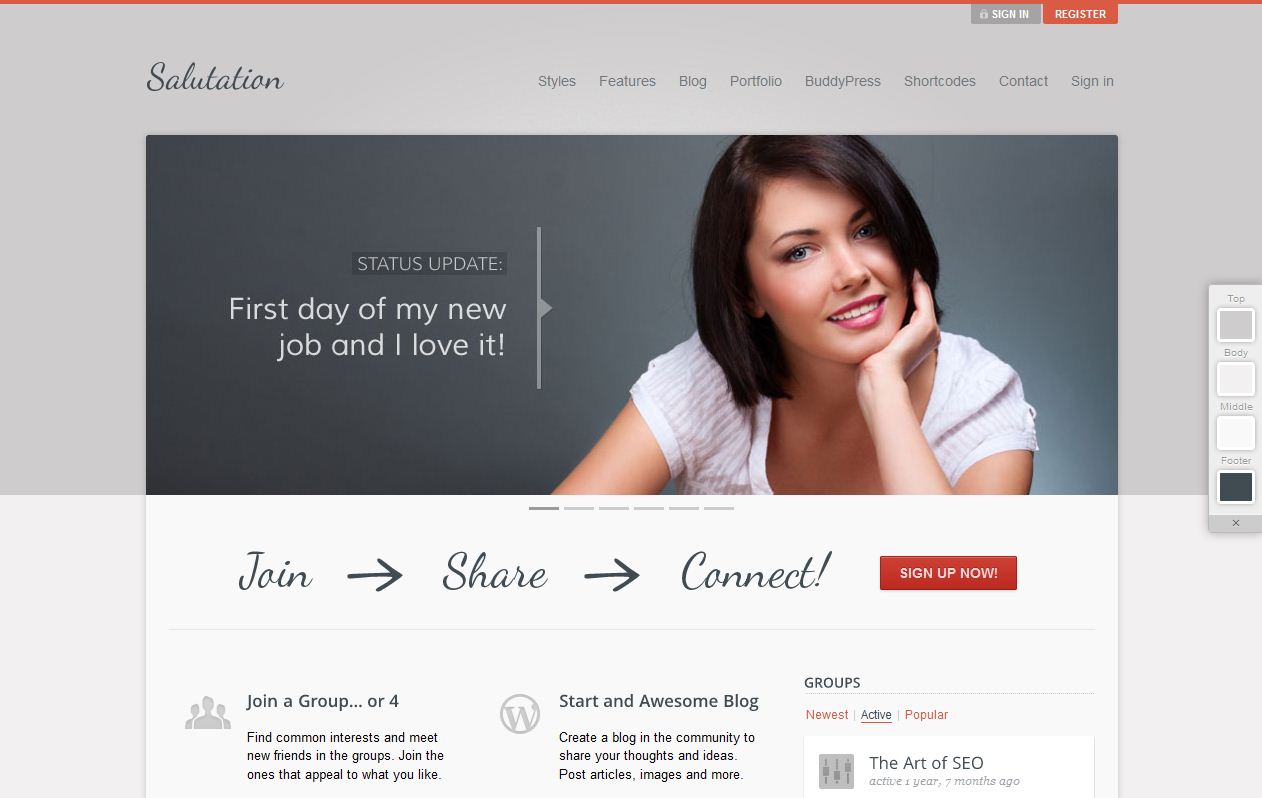 SIGN IN
REGISTER
Salutation
Styles Features Blog Portfolio BuddyPress Shortcodes Contact Sign in
STATUS UPDATE:
First day of my new
job and I love it!
Top
Body
Middle
Footer
×
Join → Share → Connect!
SIGN UP NOW!
Join a Group... or 4
Find common interests and meet
new friends in the groups. Join the
ones that appeal to what you like.
Start and Awesome Blog
Create a blog in the community to
share your thoughts and ideas.
Post articles, images and more.
GROUPS
Newest | Active | Popular
The Art of SEO
active 1 year, 7 months ago